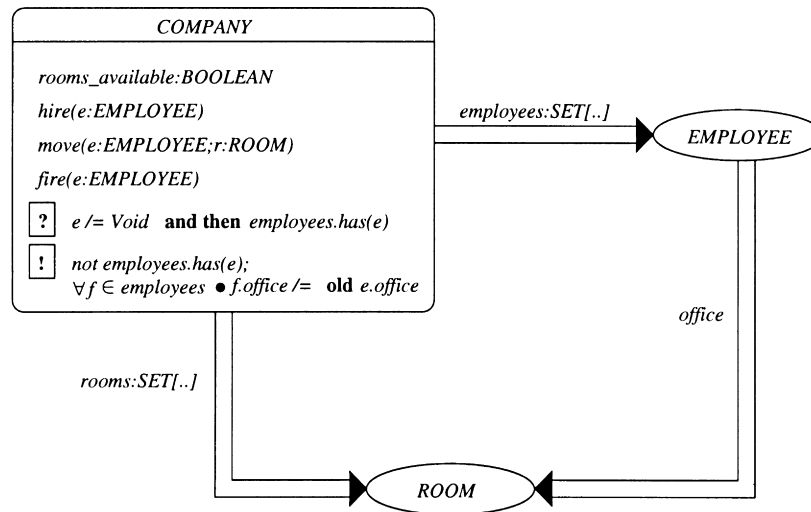 COMPANY
rooms_available:BOOLEAN
hire(e:EMPLOYEE)
move(e:EMPLOYEE;r:ROOM)
fire(e:EMPLOYEE)
? e /= Void and then employees.has(e)
! not employees.has(e);
∀f ∈ employees ● f.office /= old e.office
employees:SET[..]
EMPLOYEE
office
rooms:SET[..]
ROOM